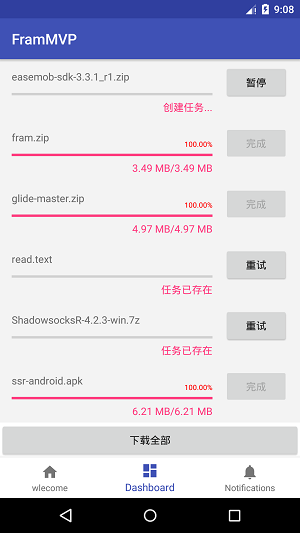 9:08
FramMVP
easemob-sdk-3.3.1_r1.zip
暂停
创建任务...
fram.zip
100.00%
完成
3.49 MB/3.49 MB
glide-master.zip
100.00%
完成
4.97 MB/4.97 MB
read.text
重试
任务已存在
ShadowsocksR-4.2.3-win.7z
重试
任务已存在
ssr-android.apk
100.00%
完成
6.21 MB/6.21 MB
下载全部
wlecome
Dashboard
Notifications